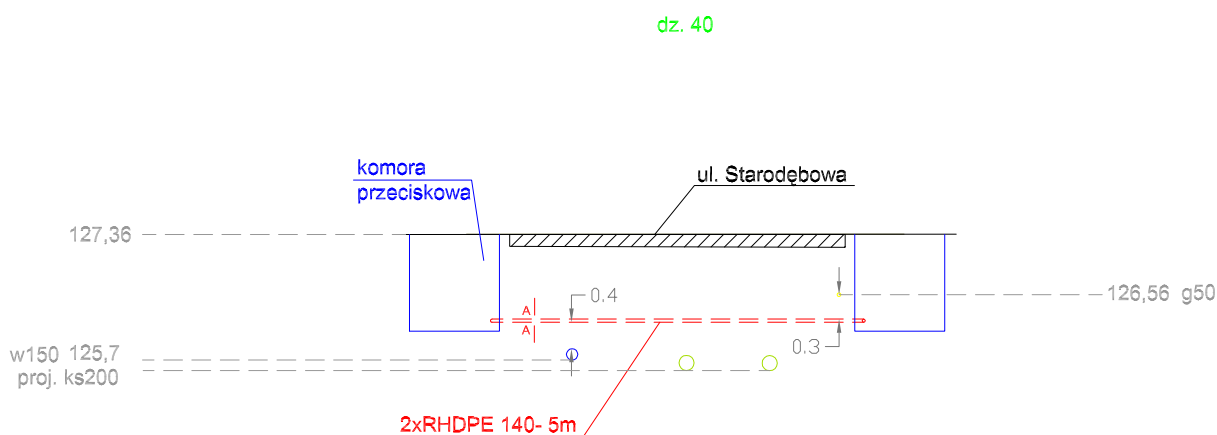 dz. 40
komora
przeciskowa
ul. Starodębowa
127,36
0.4
126,56 g50
A
A
0.3
w150 125,7
proj. ks200
2xRHDPE 140- 5m